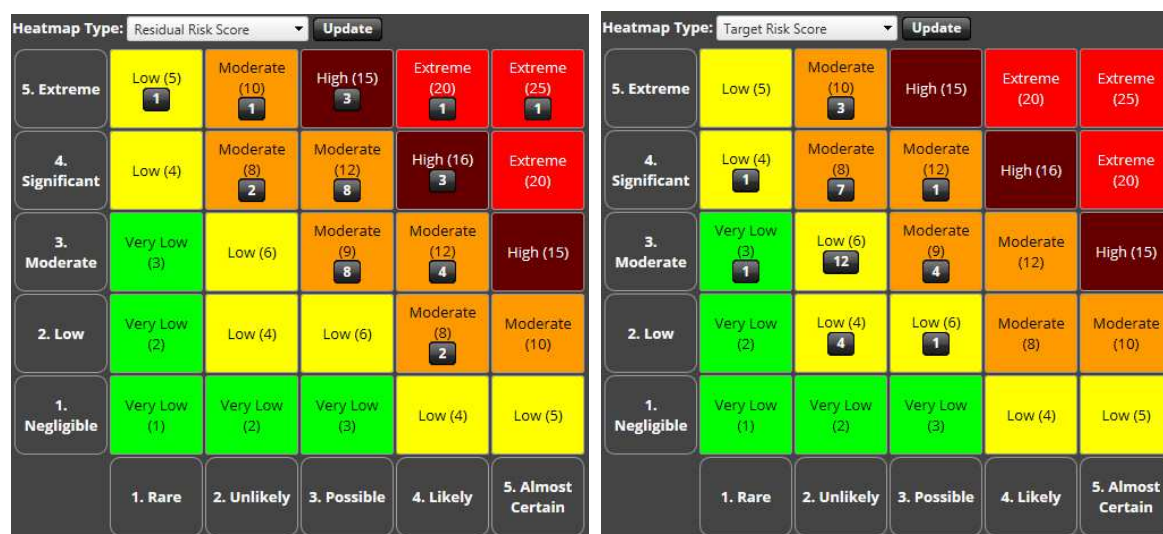 Heatmap Type: Residual Risk Score Update
5. Extreme
Low (5)
1
Moderate
(10)
1
High (15)
3
Extreme
(20)
1
Extreme
(25)
1
4.
Significant
Low (4)
Moderate
(8)
2
Moderate
(12)
8
High (16)
3
Extreme
(20)
3.
Moderate
Very Low
(3)
Low (6)
Moderate
(9)
8
Moderate
(12)
4
High (15)
2. Low
Very Low
(2)
Low (4)
Low (6)
Moderate
(8)
2
Moderate
(10)
1.
Negligible
Very Low
(1)
Very Low
(2)
Very Low
(3)
Low (4)
Low (5)
1. Rare
2. Unlikely
3. Possible
4. Likely
5. Almost
Certain
Heatmap Type: Target Risk Score Update
5. Extreme
Low (5)
Moderate
(10)
3
High (15)
Extreme
(20)
Extreme
(25)
4.
Significant
Low (4)
1
Moderate
(8)
7
Moderate
(12)
1
High (16)
Extreme
(20)
3.
Moderate
Very Low
(3)
1
Low (6)
12
Moderate
(9)
4
Moderate
(12)
High (15)
2. Low
Very Low
(2)
Low (4)
4
Low (6)
1
Moderate
(8)
Moderate
(10)
1.
Negligible
Very Low
(1)
Very Low
(2)
Very Low
(3)
Low (4)
Low (5)
1. Rare
2. Unlikely
3. Possible
4. Likely
5. Almost
Certain